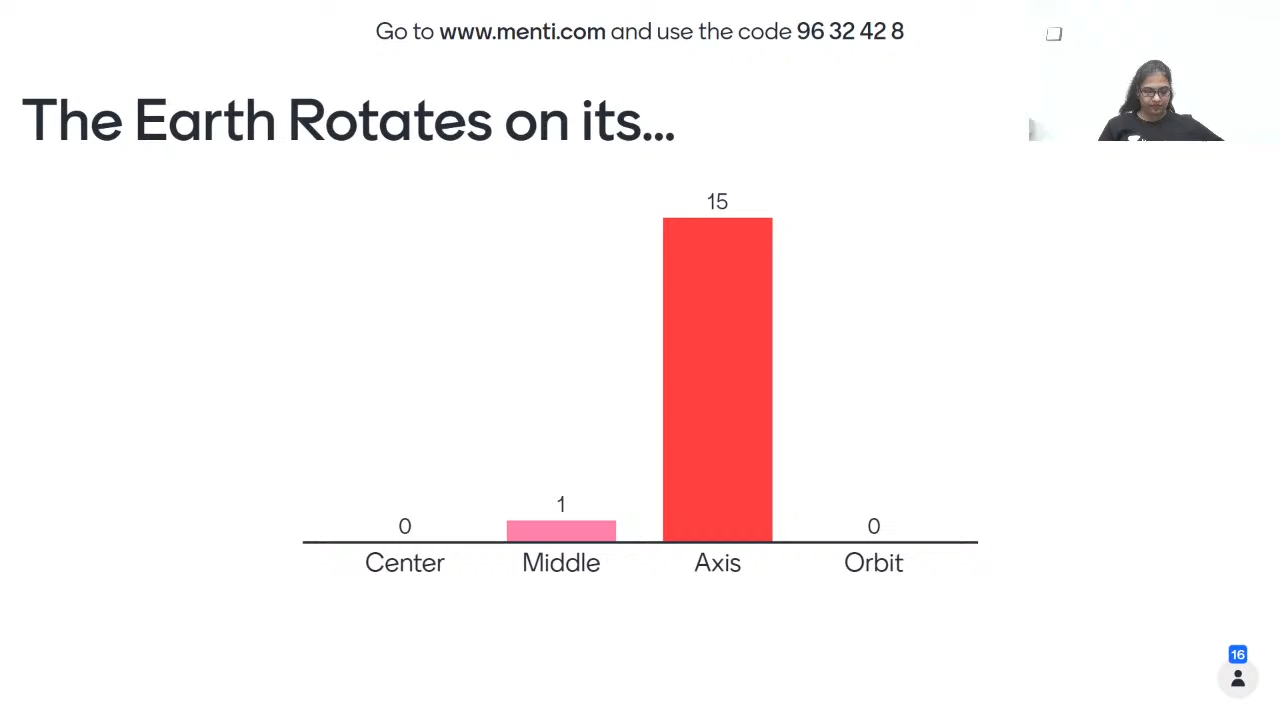 Go to www.menti.com and use the code 96 32 42 8
The Earth Rotates on its...
15
1
0
0
Center Middle Axis Orbit
16